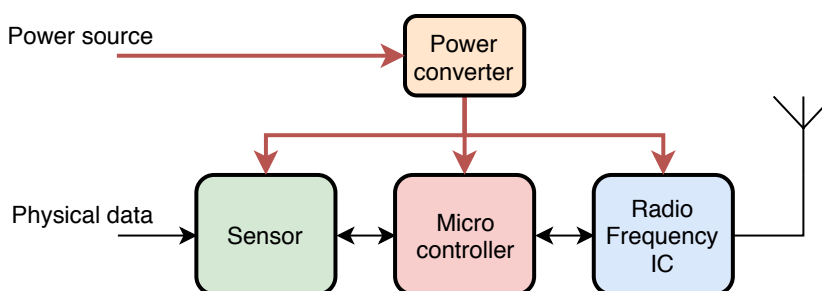 Power source
Power
converter
Physical data
Sensor
Micro
controller
Radio
Frequency
IC